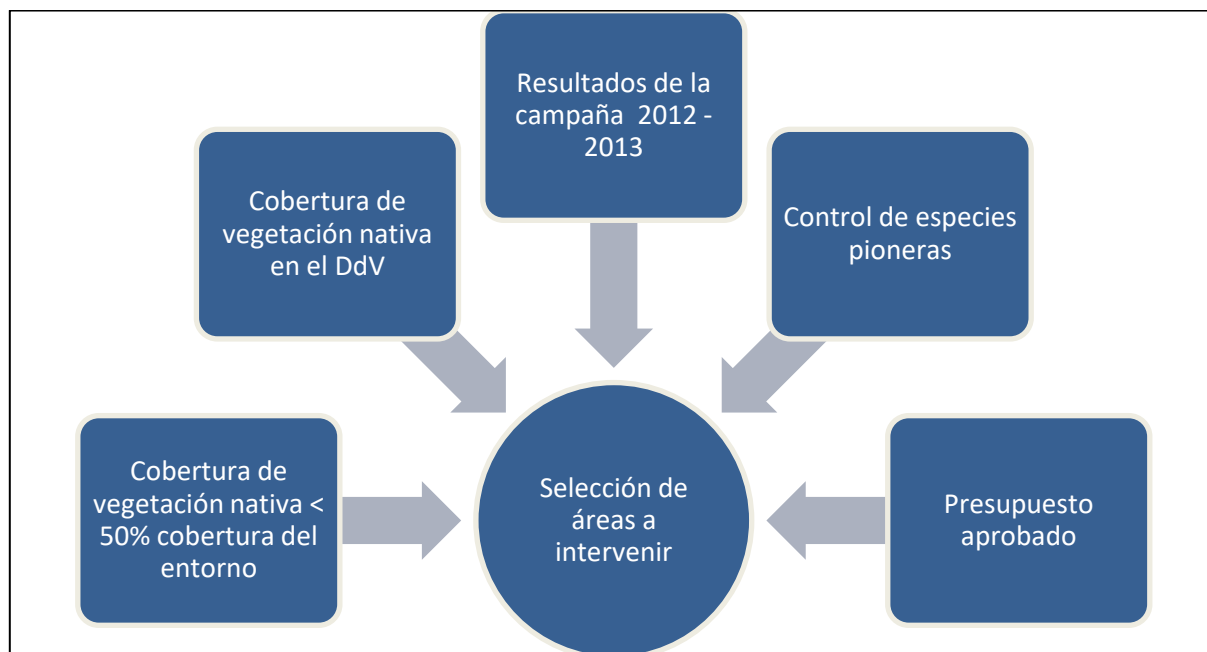 Resultados de la
campaña 2012 -
2013
Cobertura de
vegetación nativa
en el DdV
Control de especies
pioneras
Cobertura de
vegetación nativa <
50% cobertura del
entorno
Selección de
áreas a
intervenir
Presupuesto
aprobado